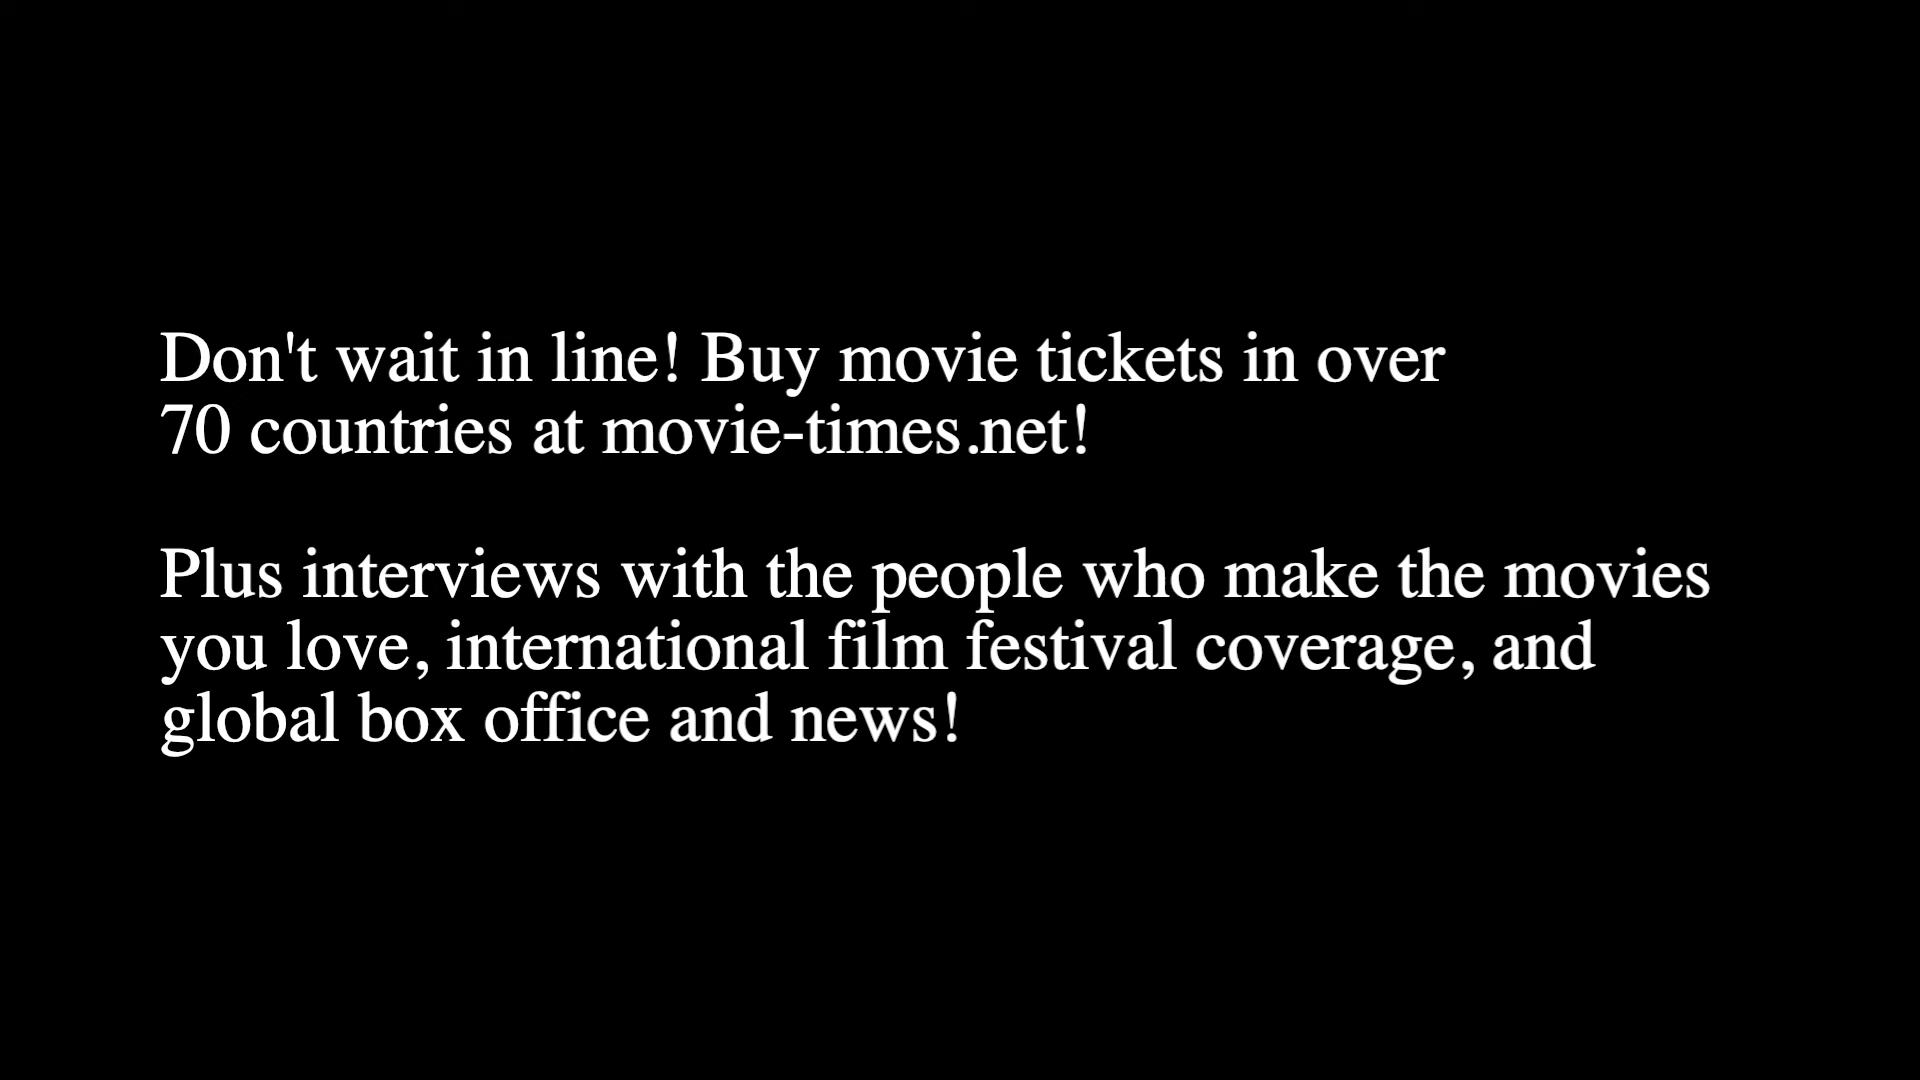 Don't wait in line! Buy movie tickets in over
70 countries at movie-times.net!
Plus interviews with the people who make the movies
you love, international film festival coverage, and
global box office and news!